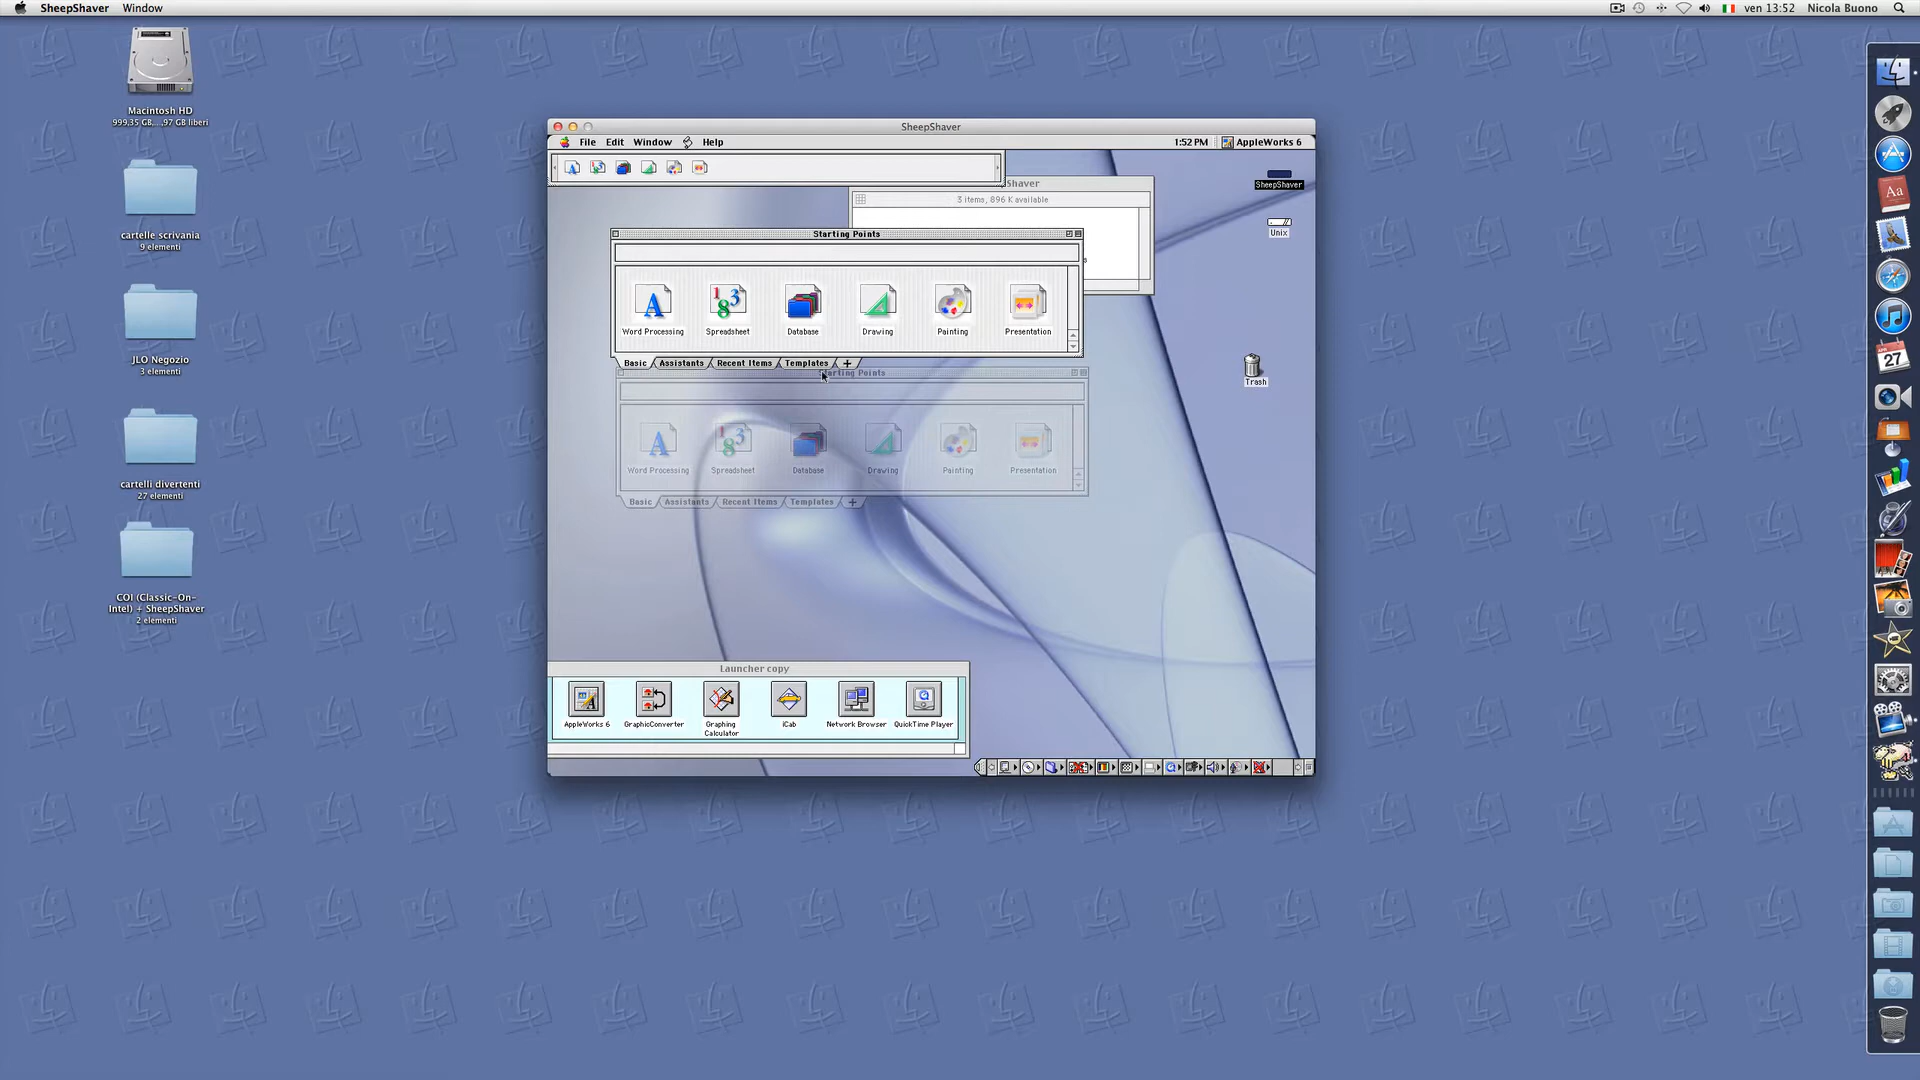 SheepShaver Window
ven 13:52 Nicola Buono
Macintosh HD
999,35 GB,...,97 GB liberi
cartelle scrivania
9 elementi
JLO Negozio
3 elementi
cartelli divertenti
27 elementi
COI (Classic-On-
Intel) + SheepShaver
2 elementi
SheepShaver
File Edit Window Help
1:52 PM AppleWorks 6
Shaver
3 items, 896 K available
SheepShaver
Unix
Trash
Starting Points
Word Processing Spreadsheet Database Drawing Painting Presentation
Basic Assistants Recent Items Templates +
Starting Points
Word Processing Spreadsheet Database Drawing Painting Presentation
Basic Assistants Recent Items Templates +
Launcher copy
AppleWorks 6 GraphicConverter Graphing
Calculator iCab Network Browser QuickTime Player
Aa
APR
27